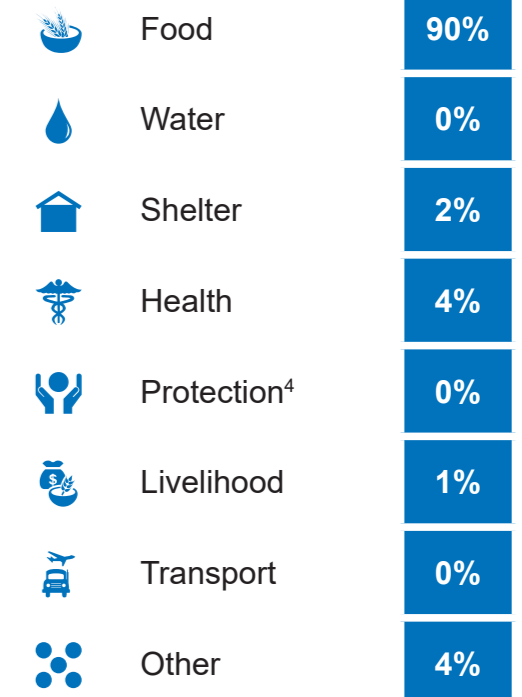 Food 90%
Water 0%
Shelter 2%
Health 4%
Protection⁴ 0%
$ Livelihood 1%
Transport 0%
Other 4%